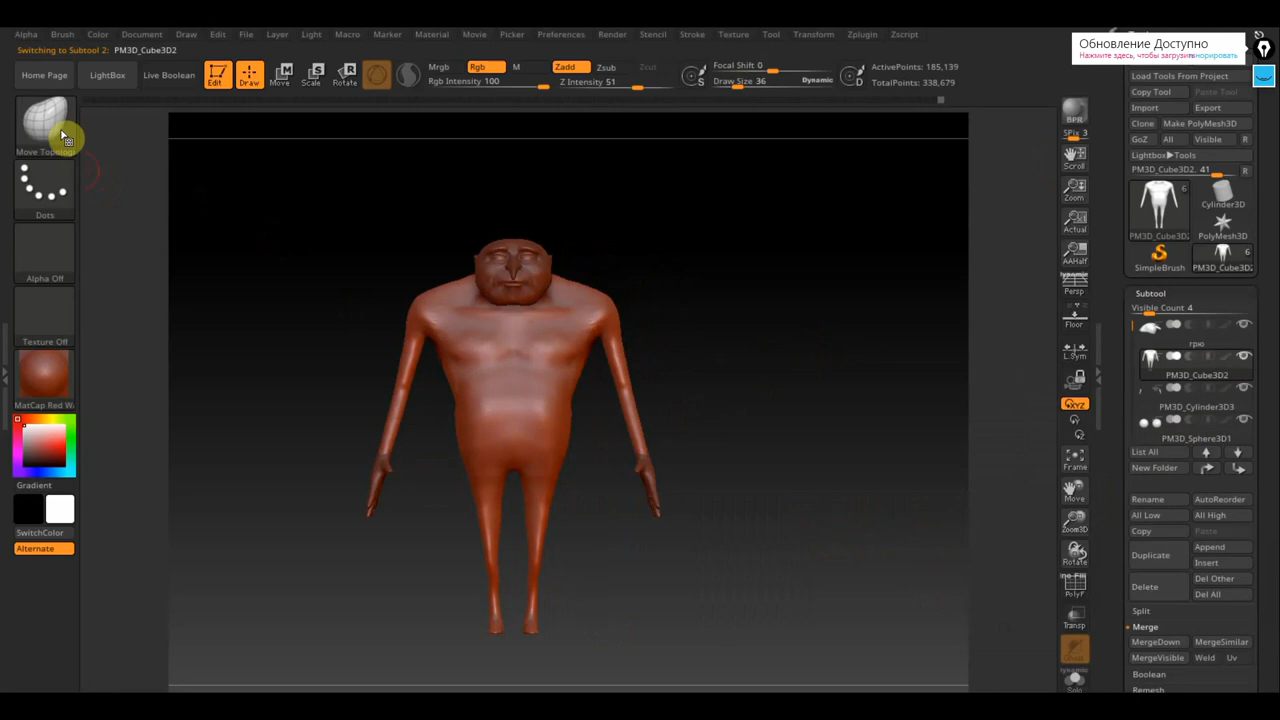 Alpha Brush Color Document Draw Edit File Layer Light Macro Marker Material Movie Picker Preferences Render Stencil Stroke Texture Tool Transform Zplugin Zscript
Switching to Subtool 2: PM3D_Cube3D2
Обновление Доступно
Нажмите здесь, чтобы загрузить
Home Page
LightBox
Live Boolean
Edit
Draw
Move
Scale
Rotate
Mrgb Rgb M
Rgb Intensity 100
Zadd Zsub Zcut
Z Intensity 51
S
Focal Shift 0
Draw Size 36 Dynamic
D
ActivePoints: 185,139
TotalPoints: 338,679
Move Topolog
Dots
Alpha Off
Texture Off
MatCap Red W
Gradient
SwitchColor
Alternate
BPR
SPix 3
Scroll
Zoom
Actual
AAHalf
Dynamic
Persp
Floor
L.Sym
XYZ
Y
Z
Frame
Move
Zoom3D
Rotate
PolyF
Transp
Ghost
Dynamic
Solo
Load Tools From Project
Copy Tool Paste Tool
Import Export
Clone Make PolyMesh3D
GoZ All Visible R
Lightbox▶Tools
PM3D_Cube3D2. 41 R
6
PM3D_Cube3D2
Cylinder3D
PolyMesh3D
SimpleBrush
6
PM3D_Cube3D2
Subtool
Visible Count 4
грю
PM3D_Cube3D2
PM3D_Cylinder3D3
PM3D_Sphere3D1
List All
New Folder
Rename AutoReorder
All Low All High
Copy Paste
Duplicate Append
Insert
Delete Del Other
Del All
Split
Merge
MergeDown MergeSimilar
MergeVisible Weld Uv
Boolean
Remesh